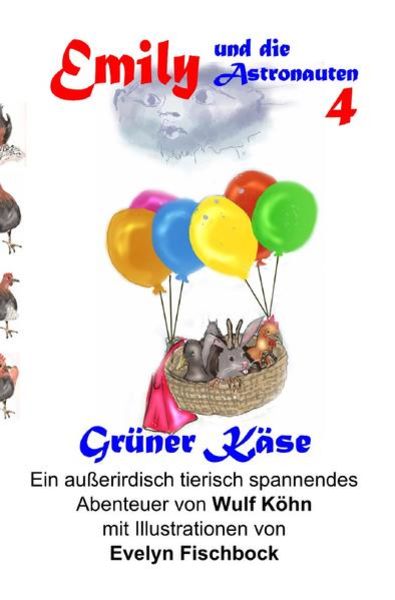 Emily und die
Astronauten
4
Grüner Käse
Ein außerirdisch tierisch spannendes
Abenteuer von Wulf Köhn
mit Illustrationen von
Evelyn Fischbock